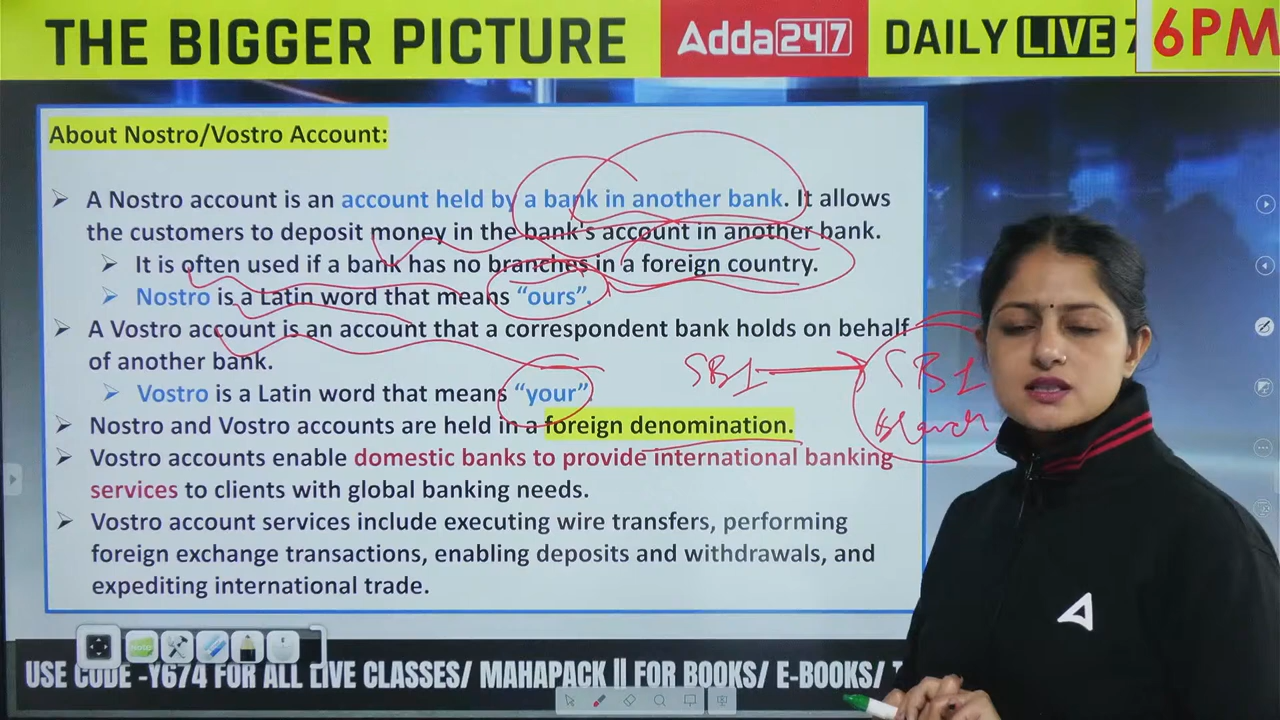 THE BIGGER PICTURE
Adda247
DAILY LIVE 7
6PM
About Nostro/Vostro Account:
A Nostro account is an account held by a bank in another bank. It allows
the customers to deposit money in the bank's account in another bank.
It is often used if a bank has no branches in a foreign country.
Nostro is a Latin word that means “ours”.
A Vostro account is an account that a correspondent bank holds on behalf
of another bank.
Vostro is a Latin word that means “your”.
Nostro and Vostro accounts are held in a foreign denomination.
Vostro accounts enable domestic banks to provide international banking
services to clients with global banking needs.
Vostro account services include executing wire transfers, performing
foreign exchange transactions, enabling deposits and withdrawals, and
expediting international trade.
SBI
SBI
Branch
Note
USE CODE -Y674 FOR ALL LIVE CLASSES/ MAHAPACK || FOR BOOKS/ E-BOOKS/